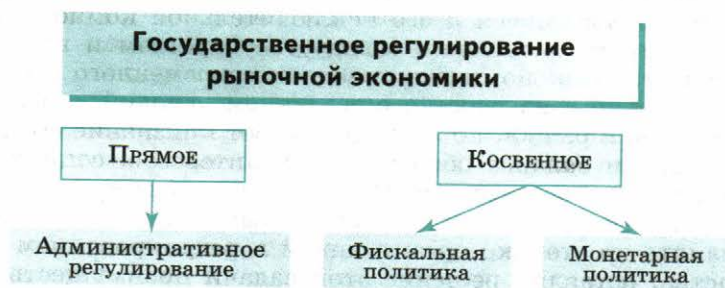 Государственное регулирование
рыночной экономики
Прямое
Косвенное
Административное
регулирование
Фискальная
политика
Монетарная
политика